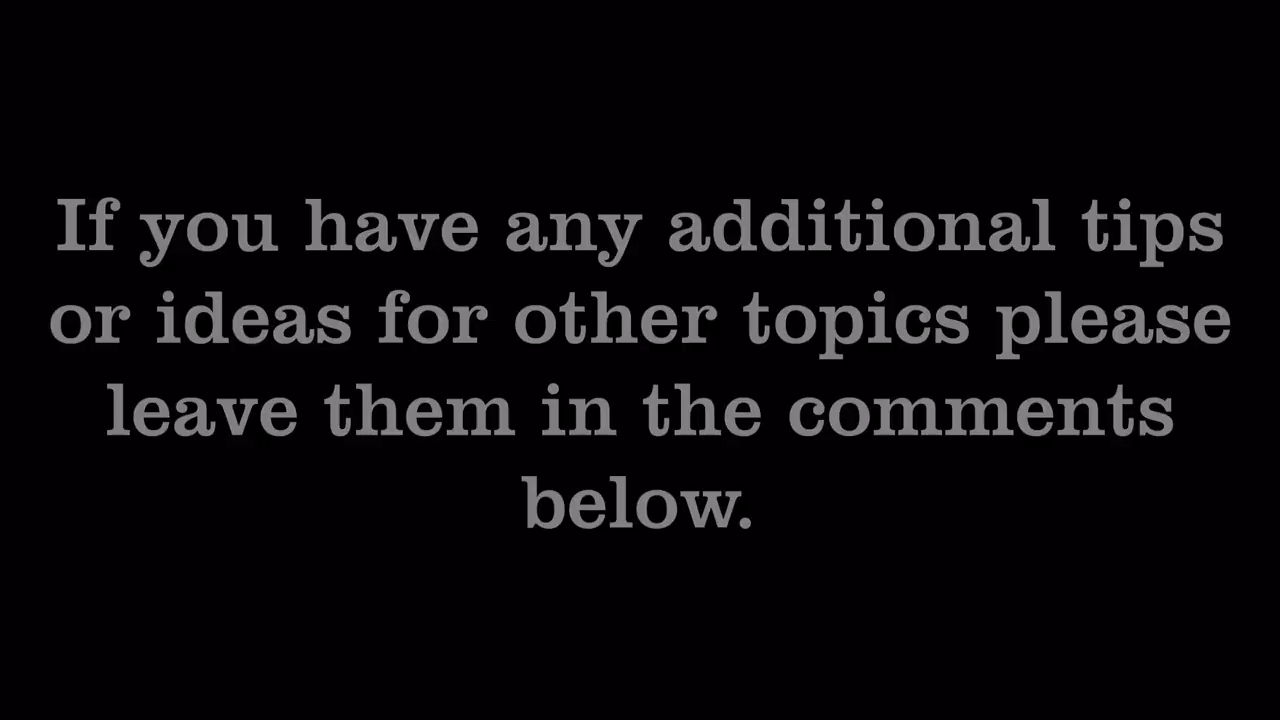 If you have any additional tips
or ideas for other topics please
leave them in the comments
below.